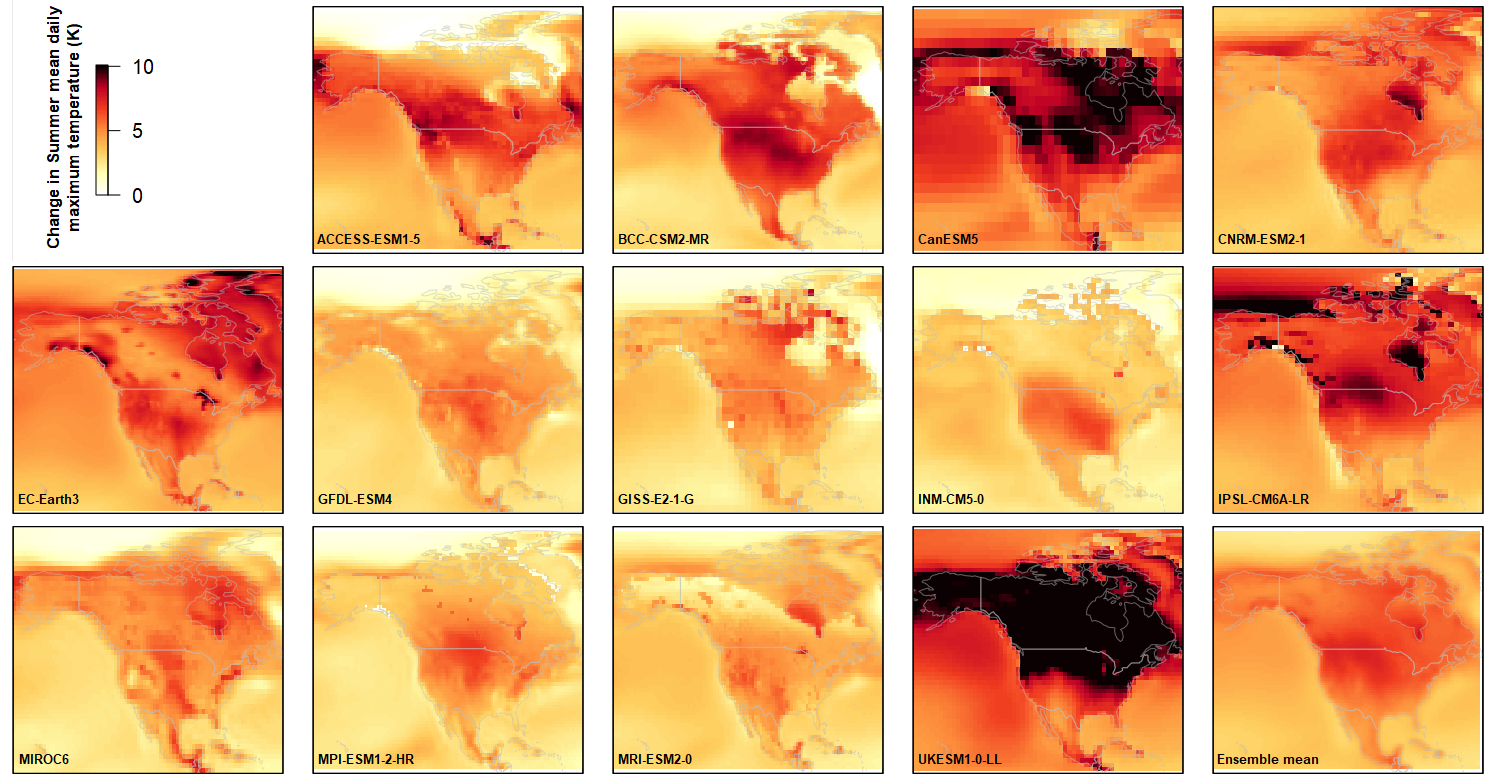 Change in Summer mean daily
maximum temperature (K)
10
5
0
ACCESS-ESM1-5
BCC-CSM2-MR
CanESM5
CNRM-ESM2-1
EC-Earth3
GFDL-ESM4
GISS-E2-1-G
INM-CM5-0
IPSL-CM6A-LR
MIROC6
MPI-ESM1-2-HR
MRI-ESM2-0
UKESM1-0-LL
Ensemble mean